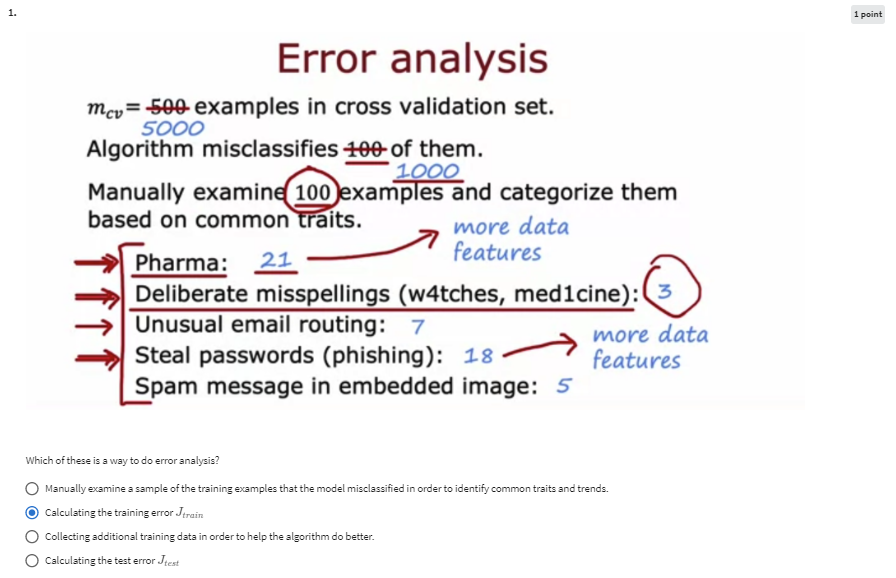 1.
1 point
Error analysis
m_cv = 500 examples in cross validation set.
5000
Algorithm misclassifies 100 of them.
1000
Manually examine 100 examples and categorize them
based on common traits.
more data
features
Pharma: 21
Deliberate misspellings (w4tches, med1cine): 3
Unusual email routing: 7
more data
features
Steal passwords (phishing): 18
Spam message in embedded image: 5
Which of these is a way to do error analysis?
Manually examine a sample of the training examples that the model misclassified in order to identify common traits and trends.
Calculating the training error J_train
Collecting additional training data in order to help the algorithm do better.
Calculating the test error J_test